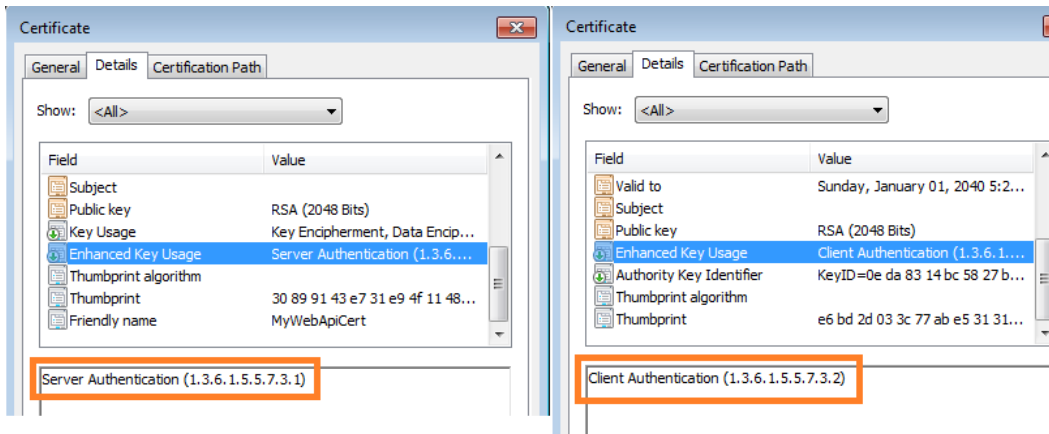 Certificate
General Details Certification Path
Show: <All>
Field Value
Subject
Public key RSA (2048 Bits)
Key Usage Key Encipherment, Data Encip...
Enhanced Key Usage Server Authentication (1.3.6....
Thumbprint algorithm
Thumbprint 30 89 91 43 e7 31 e9 4f 11 48...
Friendly name MyWebApiCert
Server Authentication (1.3.6.1.5.5.7.3.1)
Certificate
General Details Certification Path
Show: <All>
Field Value
Valid to Sunday, January 01, 2040 5:2...
Subject
Public key RSA (2048 Bits)
Enhanced Key Usage Client Authentication (1.3.6.1....
Authority Key Identifier KeyID=0e da 83 14 bc 58 27 b...
Thumbprint algorithm
Thumbprint e6 bd 2d 03 3c 77 ab e5 31 31...
Client Authentication (1.3.6.1.5.5.7.3.2)